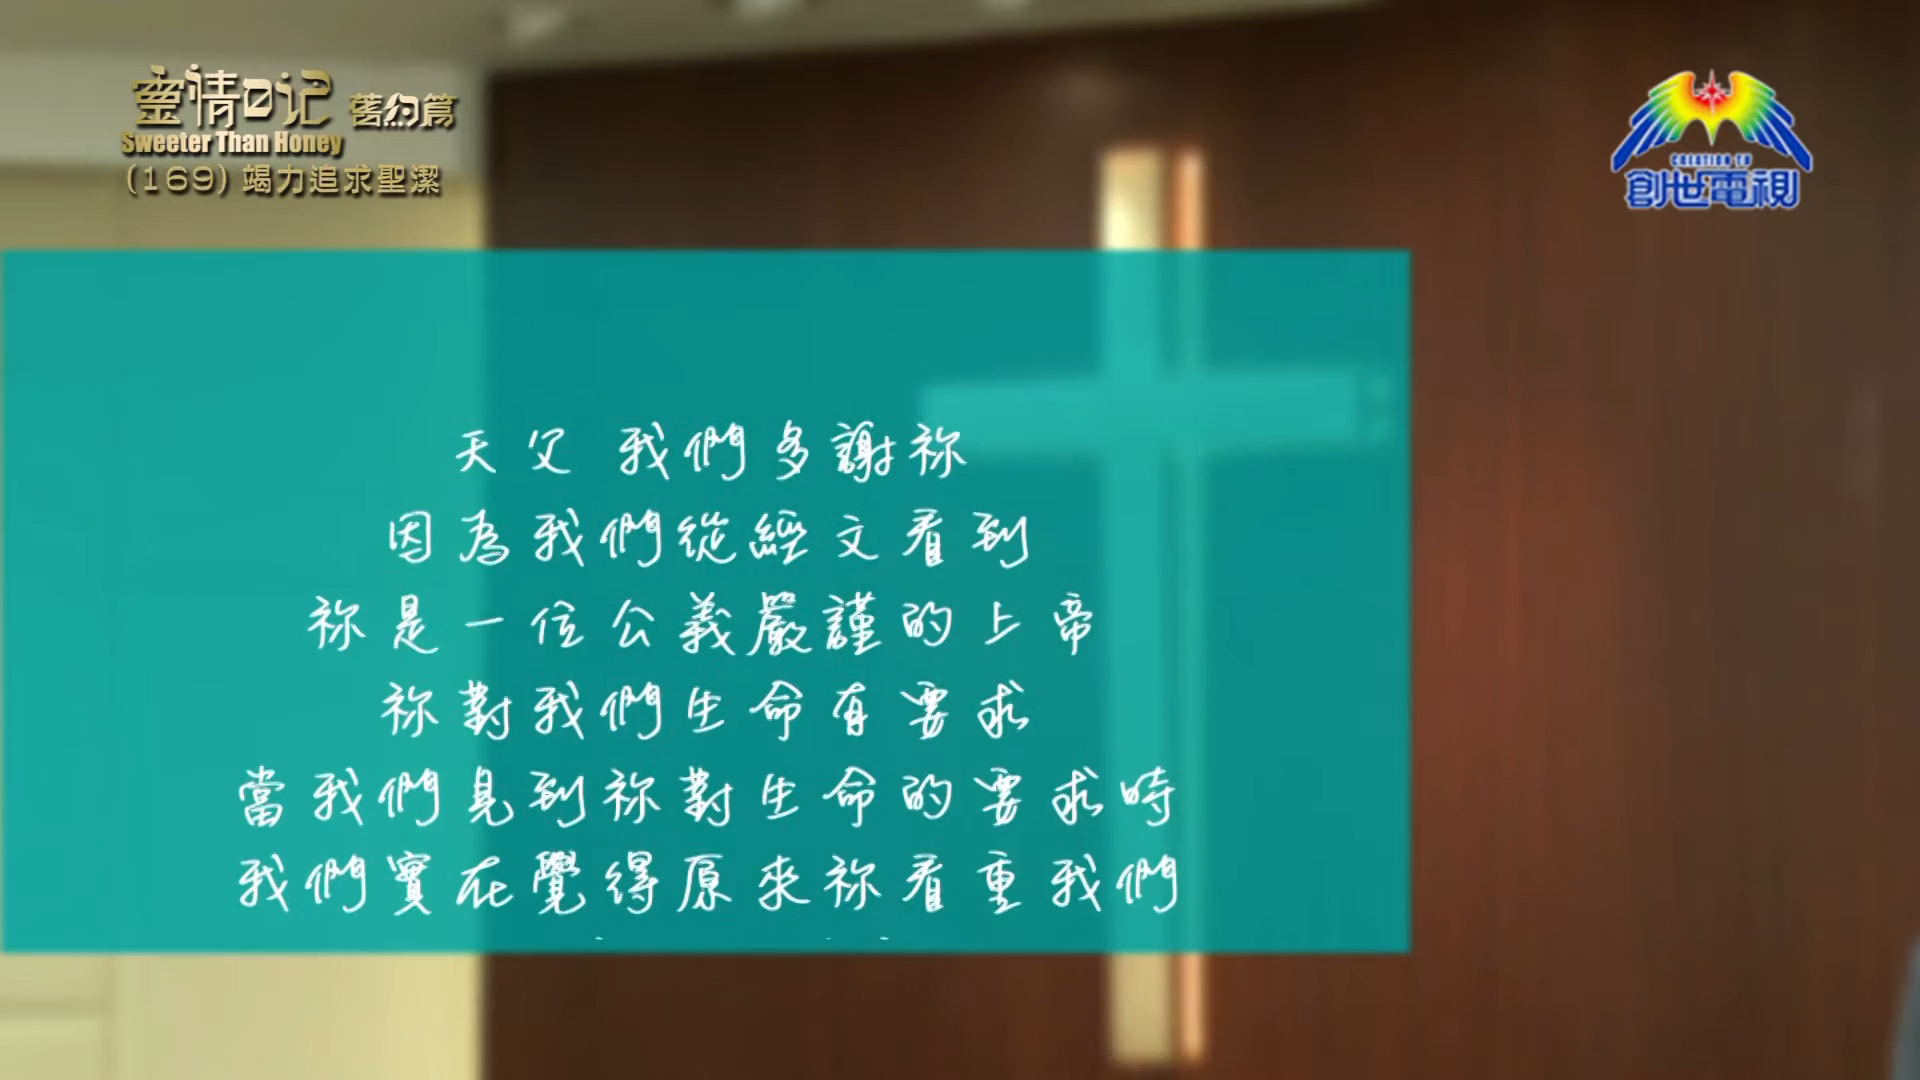 靈情日记 舊約篇
Sweeter Than Honey
(169) 竭力追求聖潔
CREATION TV
創世電視
天父 我們多謝祢
因為我們從經文看到
祢是一位公義嚴謹的上帝
祢對我們生命有要求
當我們見到祢對生命的要求時
我們實在覺得原來祢看重我們